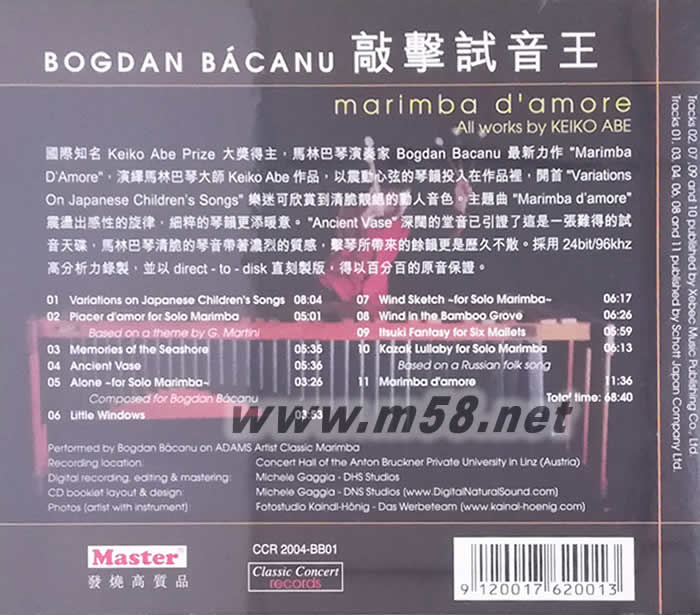 BOGDAN BÁCANU 敲擊試音王
marimba d'amore
All works by KEIKO ABE
國際知名 Keiko Abe Prize 大獎得主，馬林巴琴演奏家 Bogdan Bacanu 最新力作 "Marimba
D'Amore"，演繹馬林巴琴大師 Keiko Abe 作品，以震動心弦的琴韻投入在作品裡，開首 "Variations
On Japanese Children's Songs" 樂迷可欣賞到清脆靚絕的動人音色。主題曲 "Marimba d'amore"
震盪出感性的旋律，細粹的琴韻更添暖意。"Ancient Vase" 深闊的堂音已引證了這是一張難得的試
音天碟，馬林巴琴清脆的琴音帶著濃烈的質感，擊琴所帶來的餘韻更是歷久不散。採用 24bit/96khz
高分析力錄製，並以 direct - to - disk 直刻製版，得以百分百的原音保證。
01 Variations on Japanese Children's Songs 08:04
02 Piacer d'amor for Solo Marimba 05:01
Based on a theme by G. Martini
03 Memories of the Seashore 05:35
04 Ancient Vase 05:36
05 Alone ~for Solo Marimba~ 03:26
Composed for Bogdan Bácanu
06 Little Windows 03:53
07 Wind Sketch ~for Solo Marimba~ 06:17
08 Wind in the Bamboo Grove 06:26
09 Itsuki Fantasy for Six Mallets 05:59
10 Kazak Lullaby for Solo Marimba 06:13
Based on a Russian folk song
11 Marimba d'amore 11:36
Total time: 68:40
www.m58.net
Performed by Bogdan Bácanu on ADAMS Artist Classic Marimba
Recording location: Concert Hall of the Anton Bruckner Private University in Linz (Austria)
Digital recording, editing & mastering: Michele Gaggia - DHS Studios
CD booklet layout & design: Michele Gaggia - DNS Studios (www.DigitalNaturalSound.com)
Photos (artist with instrument): Fotostudio Kaindl-Hönig - Das Werbeteam (www.kainal-hoenig.com)
Master
發燒高質品
CCR 2004-BB01
Classic Concert
records
9 120017 620013
Tracks 02, 07, 09 and 10 published by Xebec Music Publishing Co. Ltd.
Tracks 01, 03, 04, 06, 08 and 11 published by Schott Japan Company Ltd.